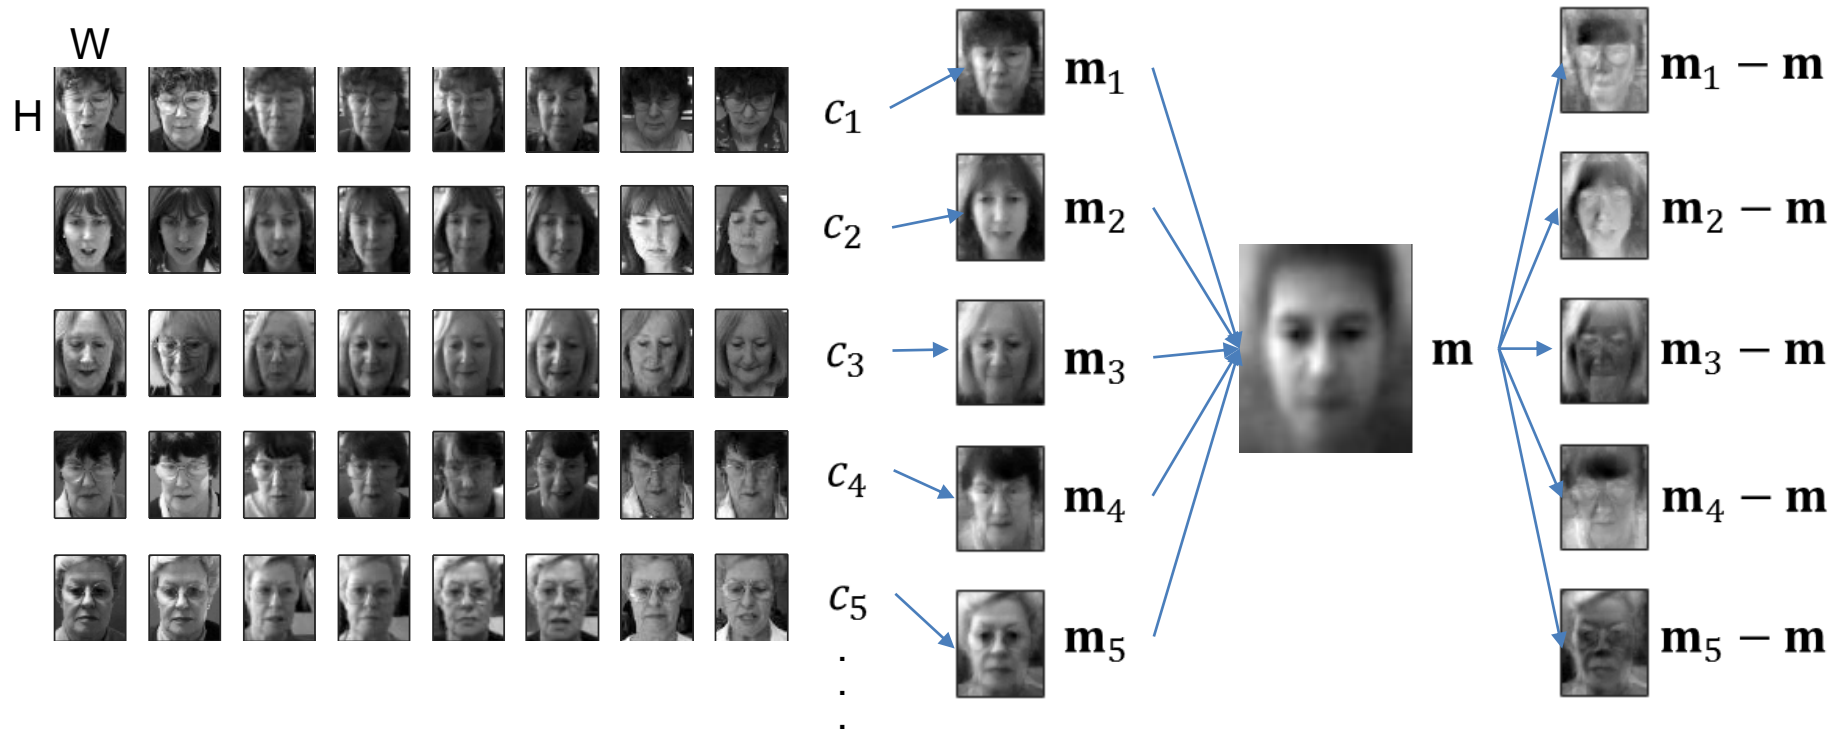 W
H
c₁
m₁
m₁ − m
c₂
m₂
m₂ − m
c₃
m₃
m
m₃ − m
c₄
m₄
m₄ − m
c₅
m₅
m₅ − m
.
.
.